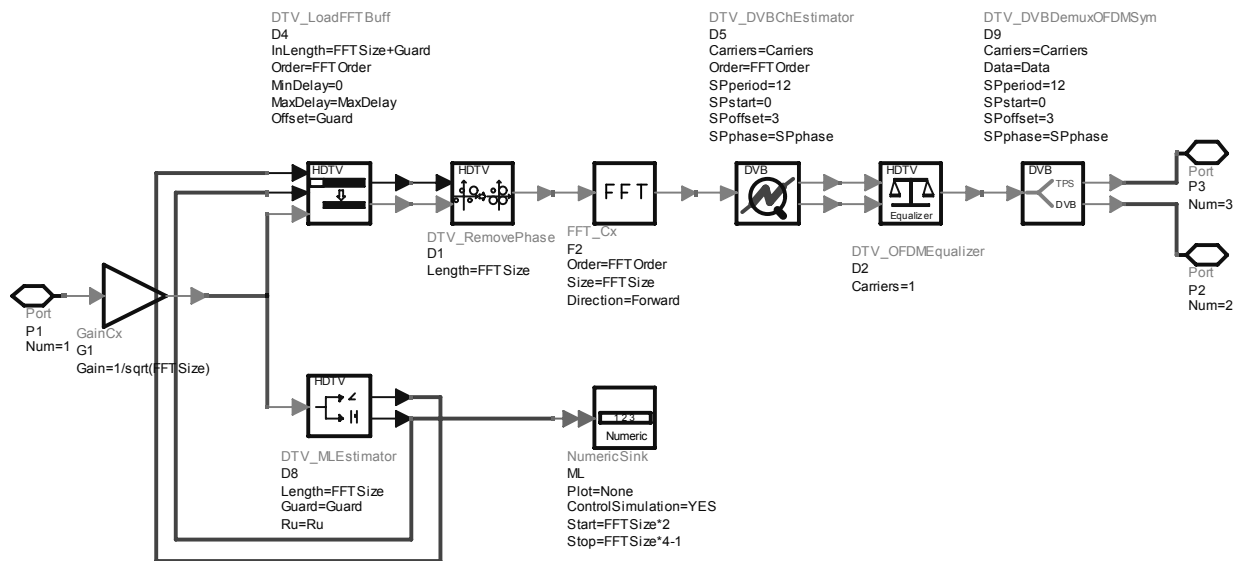 DTV_LoadFFTBuff
D4
InLength=FFTSize+Guard
Order=FFTOrder
MinDelay=0
MaxDelay=MaxDelay
Offset=Guard
DTV_DVBChEstimator
D5
Carriers=Carriers
Order=FFTOrder
SPperiod=12
SPstart=0
SPoffset=3
SPphase=SPphase
DTV_DVBDemuxOFDMSym
D9
Carriers=Carriers
Data=Data
SPperiod=12
SPstart=0
SPoffset=3
SPphase=SPphase
HDTV
HDTV
FFT
DVB
HDTV
Equalizer
DVB
TPS
DVB
Port
P3
Num=3
DTV_RemovePhase
D1
Length=FFTSize
FFT_Cx
F2
Order=FFTOrder
Size=FFTSize
Direction=Forward
DTV_OFDMEqualizer
D2
Carriers=1
Port
P2
Num=2
Port
P1
Num=1
GainCx
G1
Gain=1/sqrt(FFTSize)
HDTV
1 2 3
Numeric
DTV_MLEstimator
D8
Length=FFTSize
Guard=Guard
Ru=Ru
NumericSink
ML
Plot=None
ControlSimulation=YES
Start=FFTSize*2
Stop=FFTSize*4-1